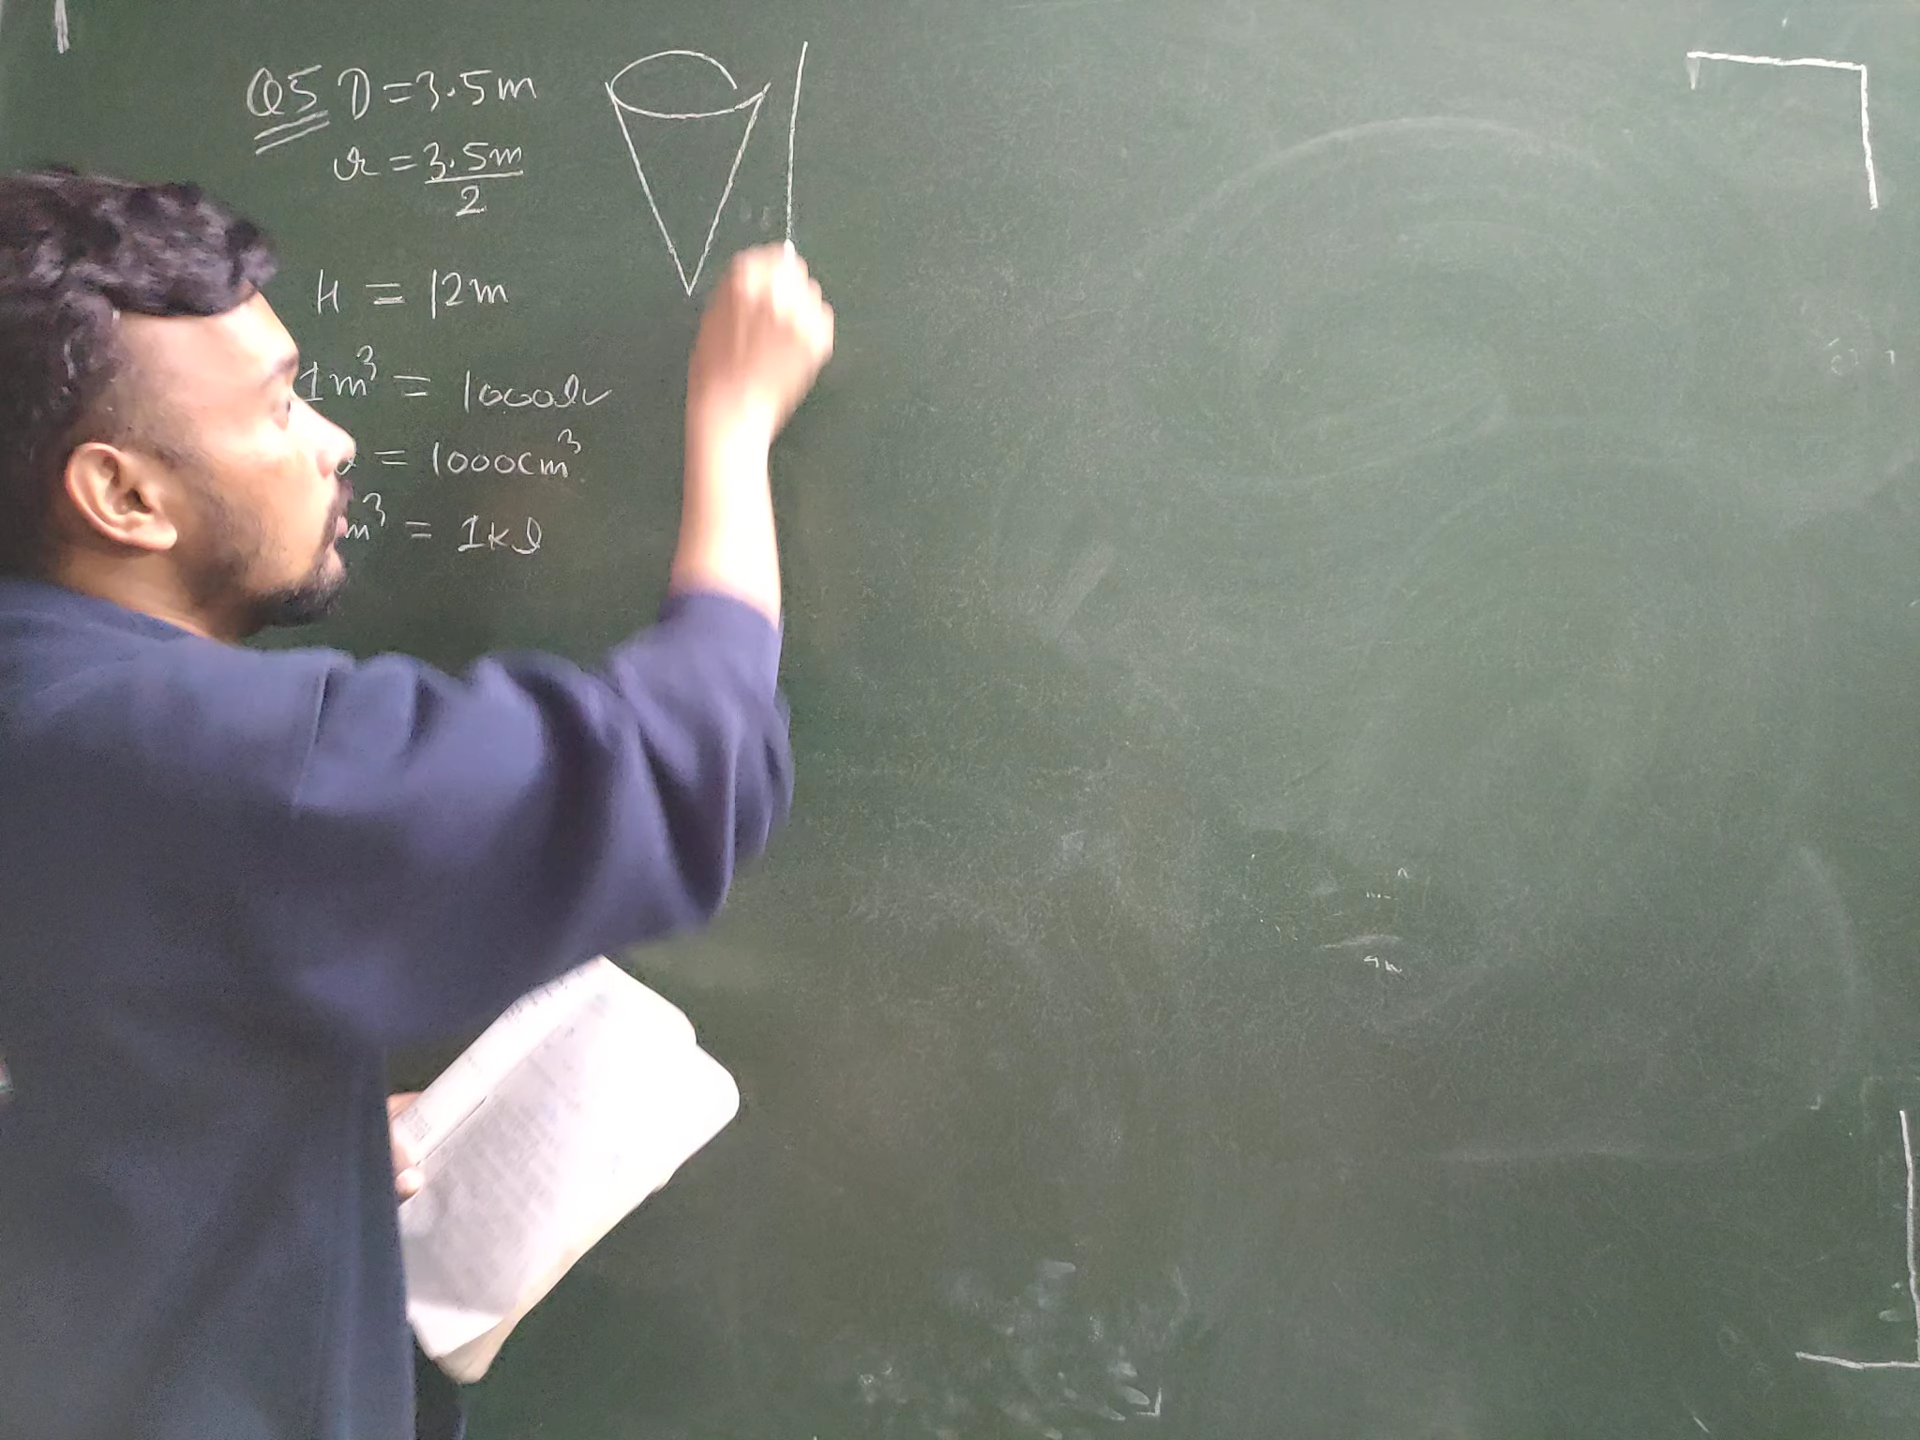 Q5 D = 3.5m
r = 3.5m/2
H = 12m
1m³ = 1000l
= 1000cm³
m³ = 1kl